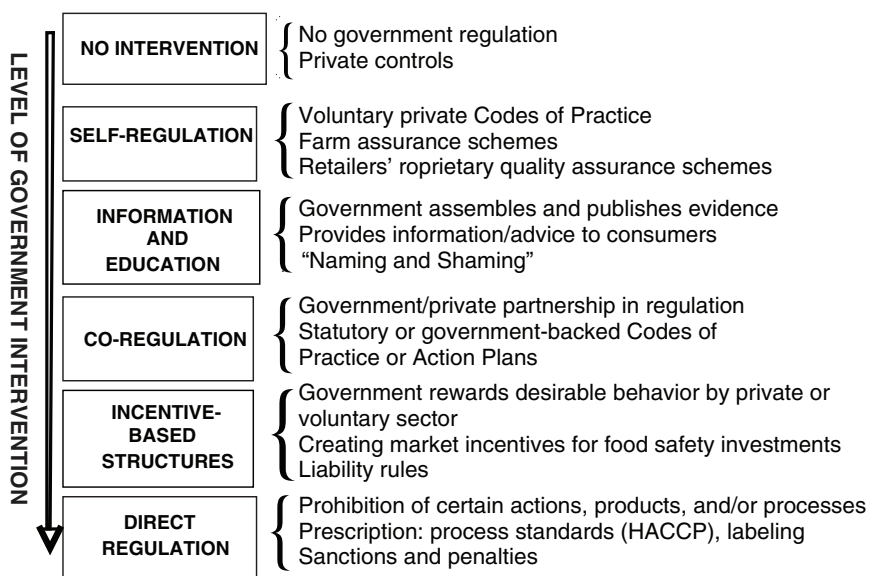 LEVEL OF GOVERNMENT INTERVENTION
NO INTERVENTION
No government regulation
Private controls
SELF-REGULATION
Voluntary private Codes of Practice
Farm assurance schemes
Retailers' roprietary quality assurance schemes
INFORMATION
AND
EDUCATION
Government assembles and publishes evidence
Provides information/advice to consumers
“Naming and Shaming”
CO-REGULATION
Government/private partnership in regulation
Statutory or government-backed Codes of
Practice or Action Plans
INCENTIVE-
BASED
STRUCTURES
Government rewards desirable behavior by private or
voluntary sector
Creating market incentives for food safety investments
Liability rules
DIRECT
REGULATION
Prohibition of certain actions, products, and/or processes
Prescription: process standards (HACCP), labeling
Sanctions and penalties